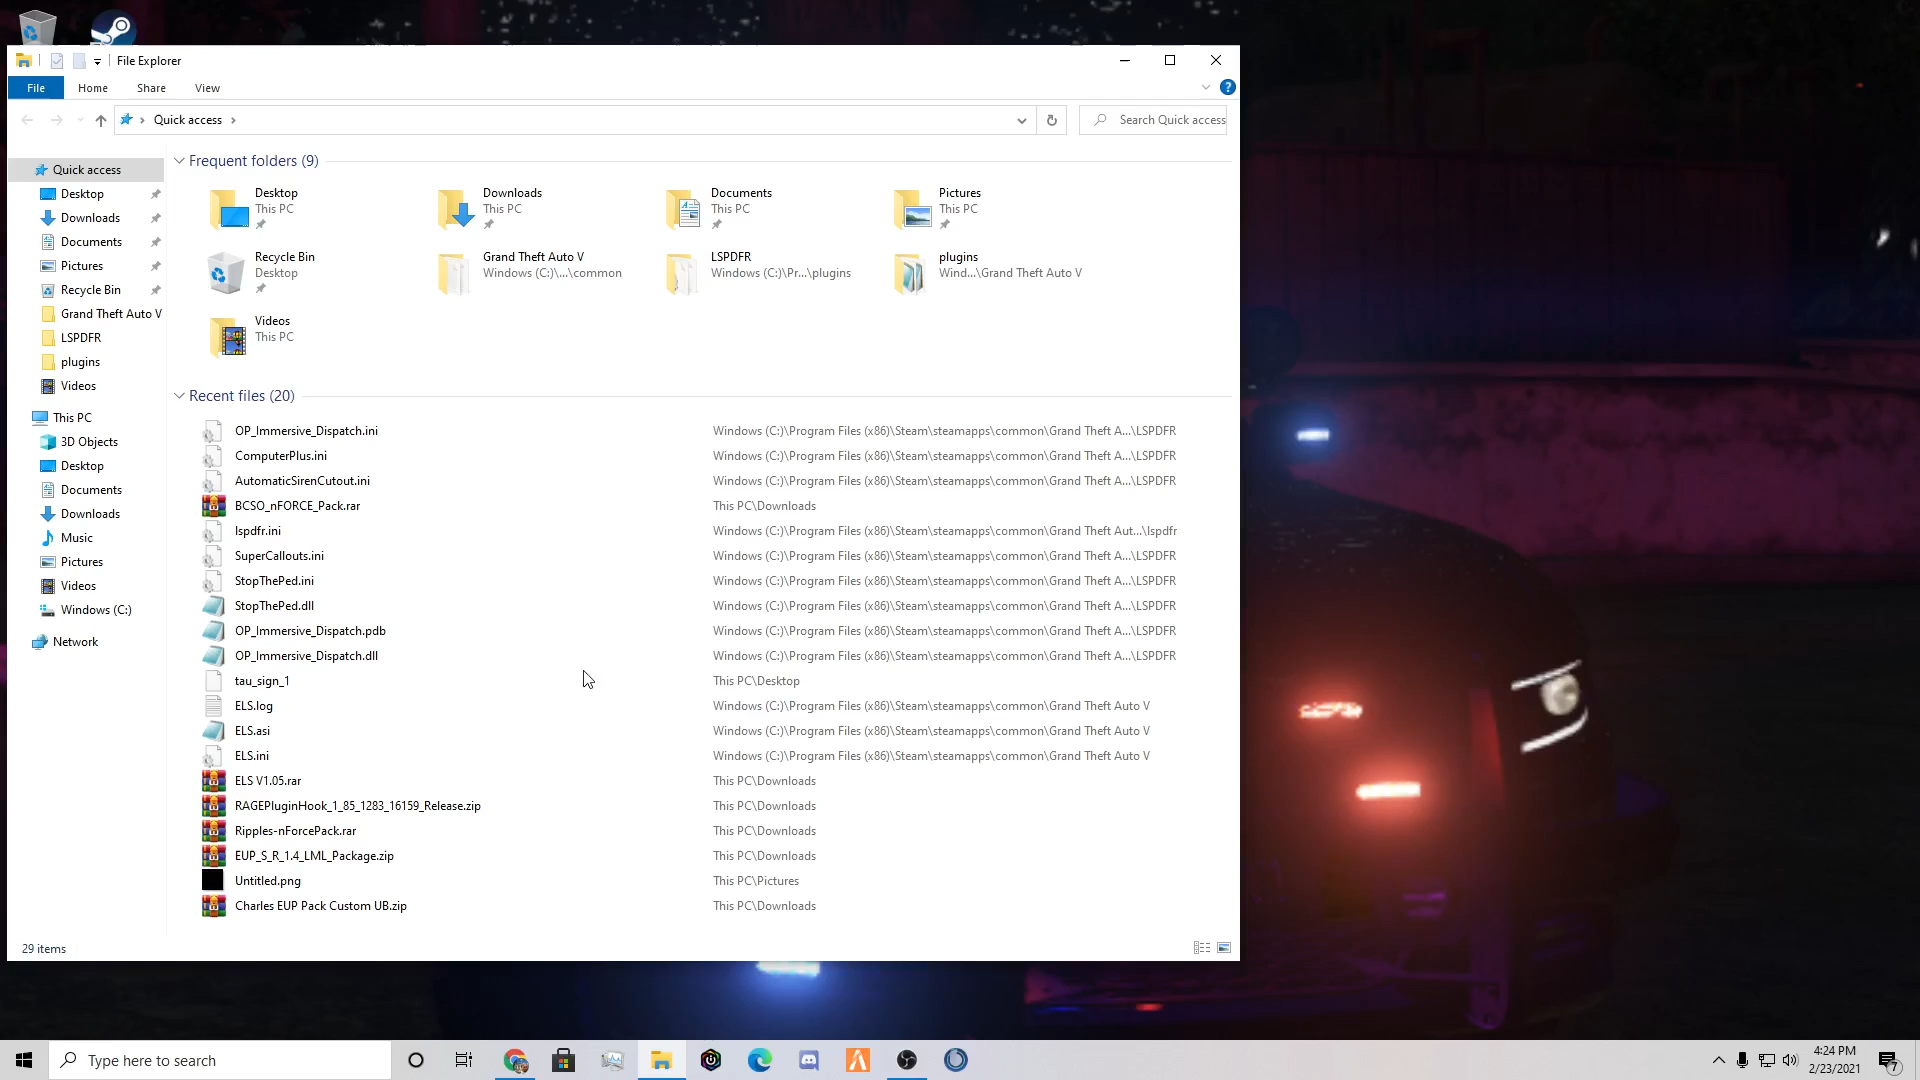 File Explorer
File Home Share View
Quick access
Search Quick access
Quick access
Desktop
Downloads
Documents
Pictures
Recycle Bin
Grand Theft Auto V
LSPDFR
plugins
Videos
This PC
3D Objects
Desktop
Documents
Downloads
Music
Pictures
Videos
Windows (C:)
Network
Frequent folders (9)
Desktop
This PC
Downloads
This PC
Documents
This PC
Pictures
This PC
Recycle Bin
Desktop
Grand Theft Auto V
Windows (C:)\...\common
LSPDFR
Windows (C:)\Pr...\plugins
plugins
Wind...\Grand Theft Auto V
Videos
This PC
Recent files (20)
OP_Immersive_Dispatch.ini Windows (C:)\Program Files (x86)\Steam\steamapps\common\Grand Theft A...\LSPDFR
ComputerPlus.ini Windows (C:)\Program Files (x86)\Steam\steamapps\common\Grand Theft A...\LSPDFR
AutomaticSirenCutout.ini Windows (C:)\Program Files (x86)\Steam\steamapps\common\Grand Theft A...\LSPDFR
BCSO_nFORCE_Pack.rar This PC\Downloads
lspdfr.ini Windows (C:)\Program Files (x86)\Steam\steamapps\common\Grand Theft Aut...\lspdfr
SuperCallouts.ini Windows (C:)\Program Files (x86)\Steam\steamapps\common\Grand Theft A...\LSPDFR
StopThePed.ini Windows (C:)\Program Files (x86)\Steam\steamapps\common\Grand Theft A...\LSPDFR
StopThePed.dll Windows (C:)\Program Files (x86)\Steam\steamapps\common\Grand Theft A...\LSPDFR
OP_Immersive_Dispatch.pdb Windows (C:)\Program Files (x86)\Steam\steamapps\common\Grand Theft A...\LSPDFR
OP_Immersive_Dispatch.dll Windows (C:)\Program Files (x86)\Steam\steamapps\common\Grand Theft A...\LSPDFR
tau_sign_1 This PC\Desktop
ELS.log Windows (C:)\Program Files (x86)\Steam\steamapps\common\Grand Theft Auto V
ELS.asi Windows (C:)\Program Files (x86)\Steam\steamapps\common\Grand Theft Auto V
ELS.ini Windows (C:)\Program Files (x86)\Steam\steamapps\common\Grand Theft Auto V
ELS V1.05.rar This PC\Downloads
RAGEPluginHook_1_85_1283_16159_Release.zip This PC\Downloads
Ripples-nForcePack.rar This PC\Downloads
EUP_S_R_1.4_LML_Package.zip This PC\Downloads
Untitled.png This PC\Pictures
Charles EUP Pack Custom UB.zip This PC\Downloads
29 items
Type here to search
4:24 PM
2/23/2021
7